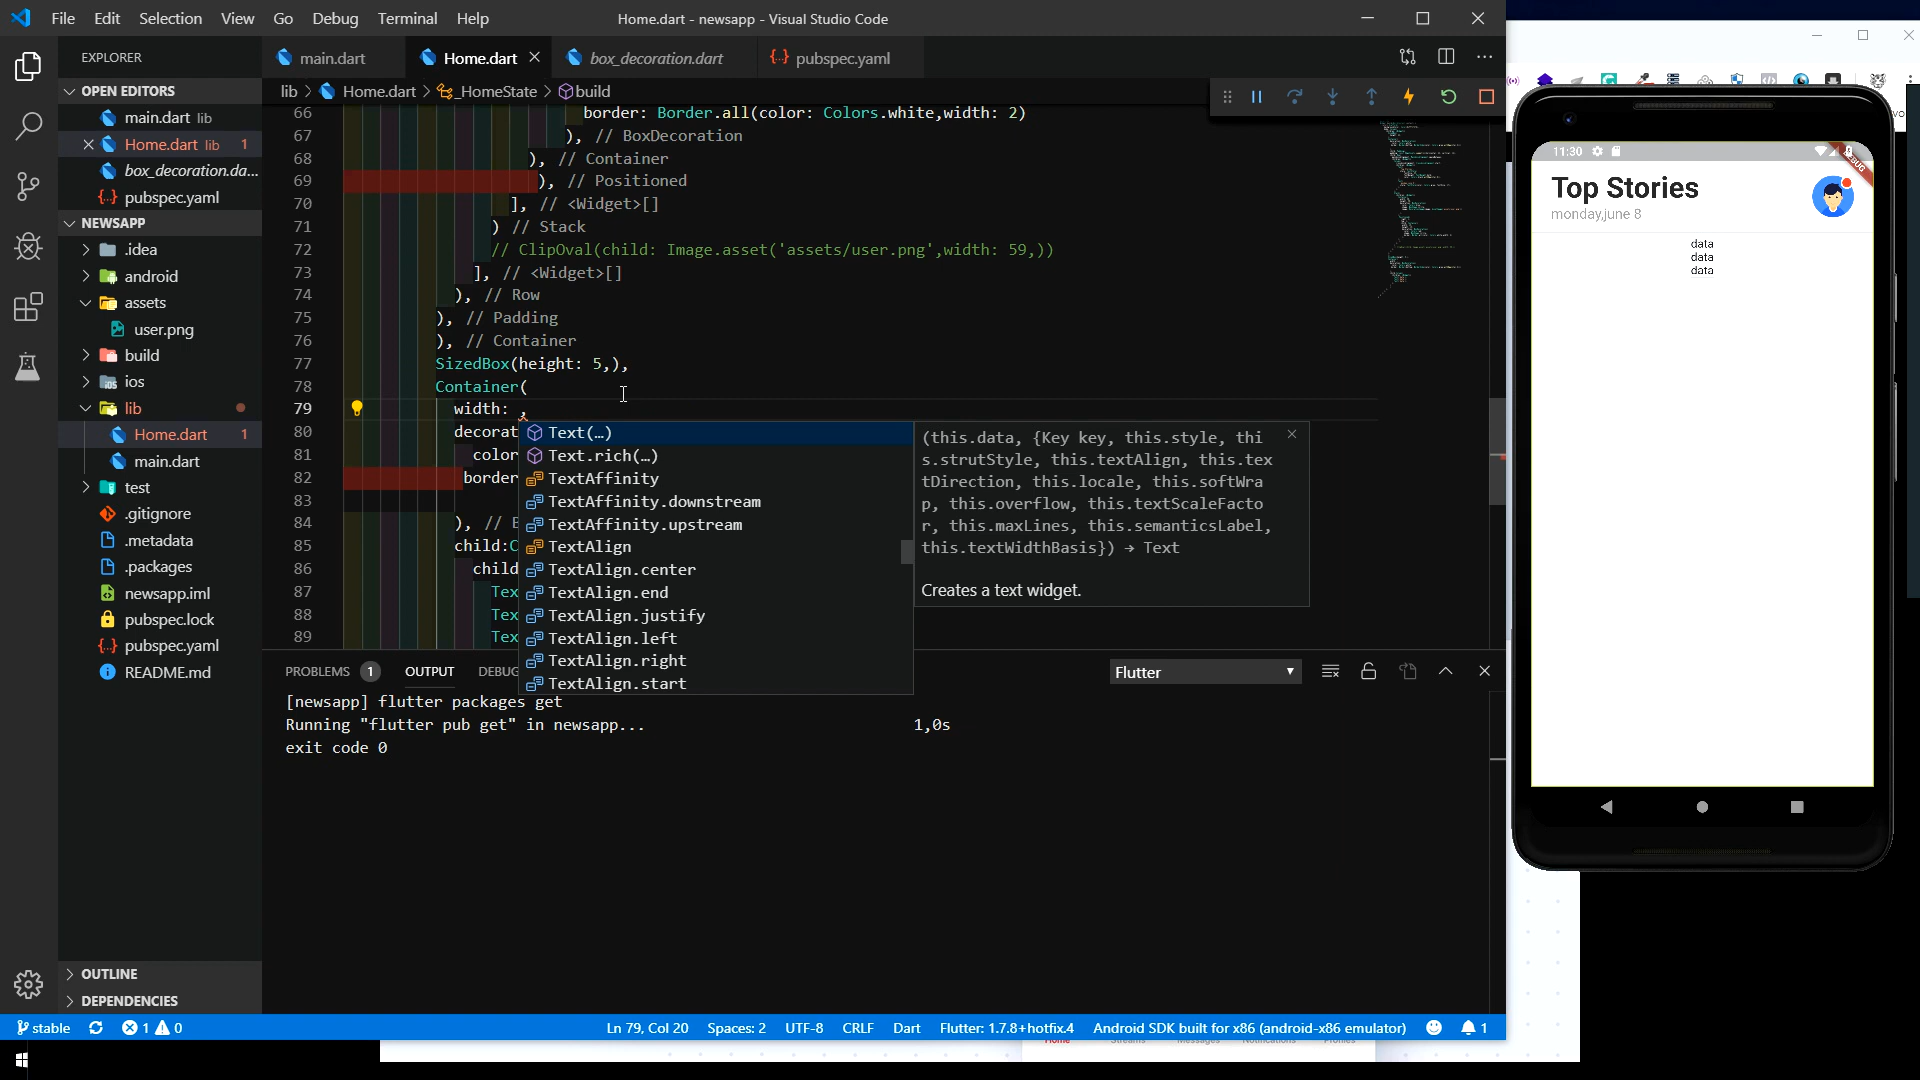 File Edit Selection View Go Debug Terminal Help
Home.dart - newsapp - Visual Studio Code
EXPLORER
main.dart
Home.dart
box_decoration.dart
pubspec.yaml
OPEN EDITORS
main.dart lib
Home.dart lib 1
box_decoration.da...
pubspec.yaml
NEWSAPP
.idea
android
assets
user.png
build
ios
lib
Home.dart 1
main.dart
test
.gitignore
.metadata
.packages
newsapp.iml
pubspec.lock
pubspec.yaml
README.md
OUTLINE
DEPENDENCIES
lib > Home.dart > _HomeState > build
66 border: Border.all(color: Colors.white,width: 2)
67 ), // BoxDecoration
68 ), // Container
69 ), // Positioned
70 ], // <Widget>[]
71 ) // Stack
72 // ClipOval(child: Image.asset('assets/user.png',width: 59,))
73 ], // <Widget>[]
74 ), // Row
75 ), // Padding
76 ), // Container
77 SizedBox(height: 5,),
78 Container(
79 width: ,
80 decorat
81 color
82 border
83
84 ), // B
85 child:C
86 child
87 Tex
88 Tex
89 Tex
Text(…)
Text.rich(…)
TextAffinity
TextAffinity.downstream
TextAffinity.upstream
TextAlign
TextAlign.center
TextAlign.end
TextAlign.justify
TextAlign.left
TextAlign.right
TextAlign.start
(this.data, {Key key, this.style, thi
s.strutStyle, this.textAlign, this.tex
tDirection, this.locale, this.softWra
p, this.overflow, this.textScaleFacto
r, this.maxLines, this.semanticsLabel,
this.textWidthBasis}) → Text
Creates a text widget.
PROBLEMS 1 OUTPUT DEBUG
Flutter
[newsapp] flutter packages get
Running "flutter pub get" in newsapp... 1,0s
exit code 0
stable 1 0
Ln 79, Col 20 Spaces: 2 UTF-8 CRLF Dart Flutter: 1.7.8+hotfix.4 Android SDK built for x86 (android-x86 emulator) 1
11:30
DEBUG
Top Stories
monday,june 8
data
data
data
Home Streams Messages Notifications Profiles